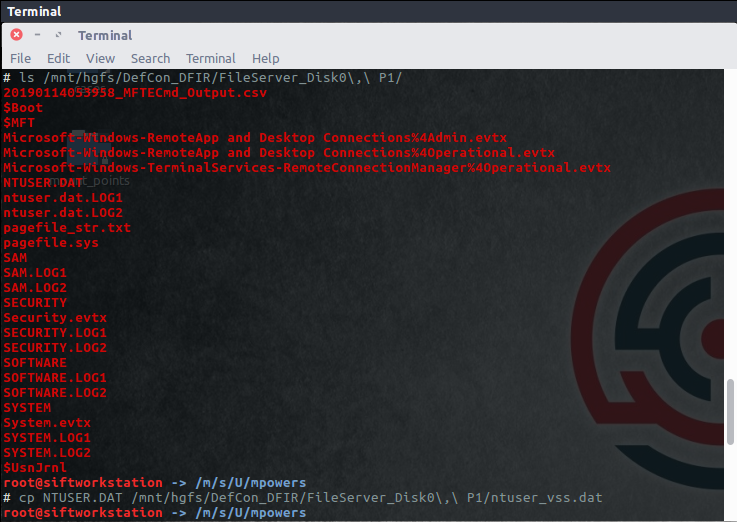 Terminal
Terminal
File Edit View Search Terminal Help
# ls /mnt/hgfs/DefCon_DFIR/FileServer_Disk0\,\ P1/
20190114053958_MFTECmd_Output.csv
$Boot
$MFT
Microsoft-Windows-RemoteApp and Desktop Connections%4Admin.evtx
Microsoft-Windows-RemoteApp and Desktop Connections%4Operational.evtx
Microsoft-Windows-TerminalServices-RemoteConnectionManager%4Operational.evtx
NTUSER.DAT
ntuser.dat.LOG1
ntuser.dat.LOG2
pagefile_str.txt
pagefile.sys
SAM
SAM.LOG1
SAM.LOG2
SECURITY
Security.evtx
SECURITY.LOG1
SECURITY.LOG2
SOFTWARE
SOFTWARE.LOG1
SOFTWARE.LOG2
SYSTEM
System.evtx
SYSTEM.LOG1
SYSTEM.LOG2
$UsnJrnl
root@siftworkstation -> /m/s/U/mpowers
# cp NTUSER.DAT /mnt/hgfs/DefCon_DFIR/FileServer_Disk0\,\ P1/ntuser_vss.dat
root@siftworkstation -> /m/s/U/mpowers